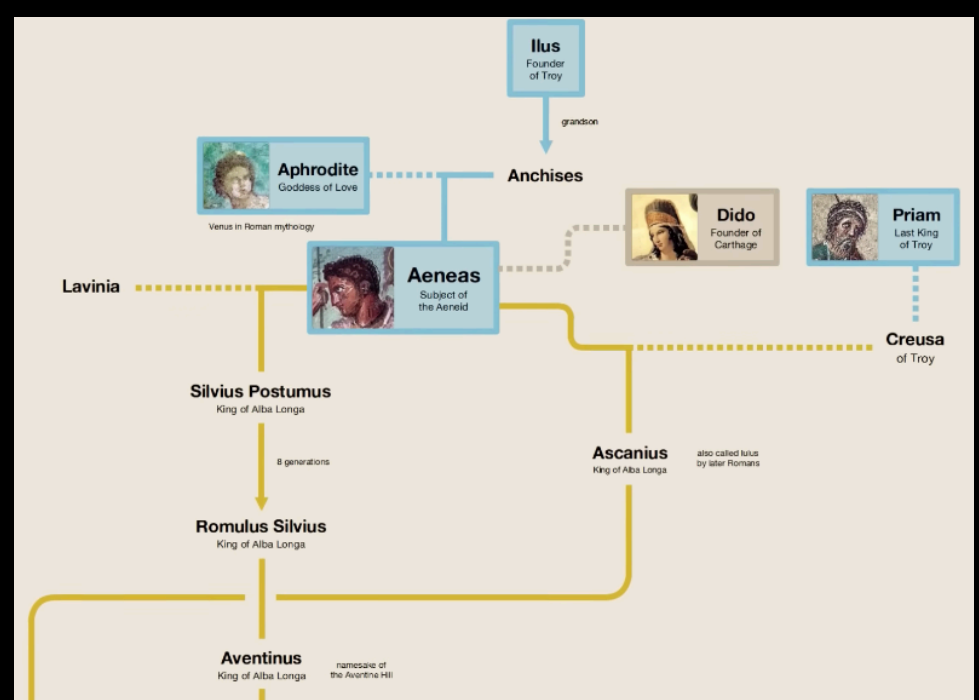 Ilus
Founder
of Troy
grandson
Aphrodite
Goddess of Love
Venus in Roman mythology
Anchises
Dido
Founder of
Carthage
Priam
Last King
of Troy
Lavinia
Aeneas
Subject of
the Aeneid
Creusa
of Troy
Silvius Postumus
King of Alba Longa
8 generations
Ascanius
King of Alba Longa
also called Iulus
by later Romans
Romulus Silvius
King of Alba Longa
Aventinus
King of Alba Longa
namesake of
the Aventine Hill